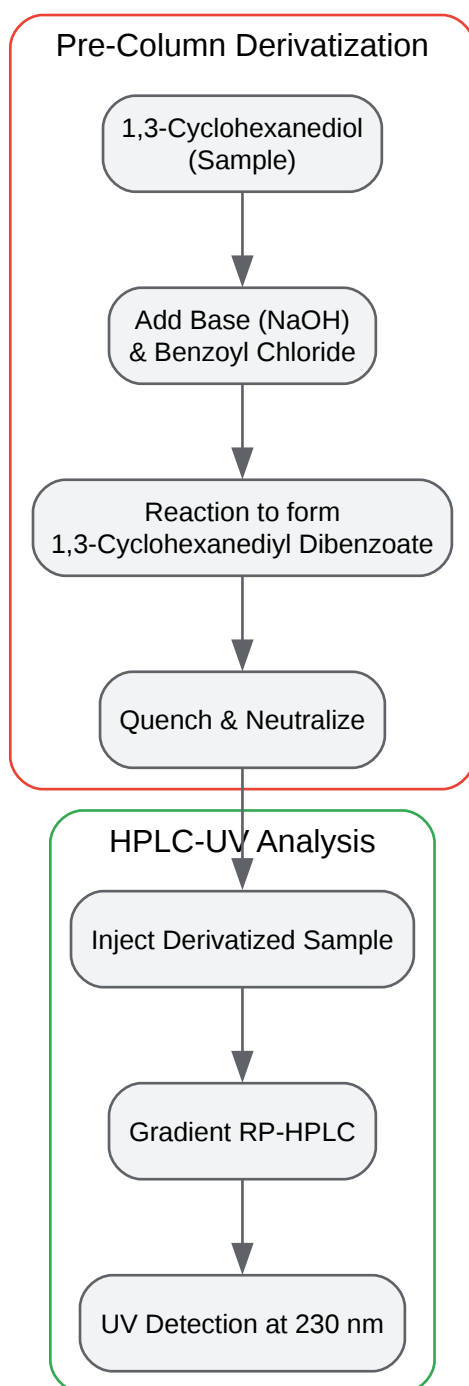 Pre-Column Derivatization
1,3-Cyclohexanediol
(Sample)
Add Base (NaOH)
& Benzoyl Chloride
Reaction to form
1,3-Cyclohexanediyl Dibenzoate
Quench & Neutralize
HPLC-UV Analysis
Inject Derivatized Sample
Gradient RP-HPLC
UV Detection at 230 nm